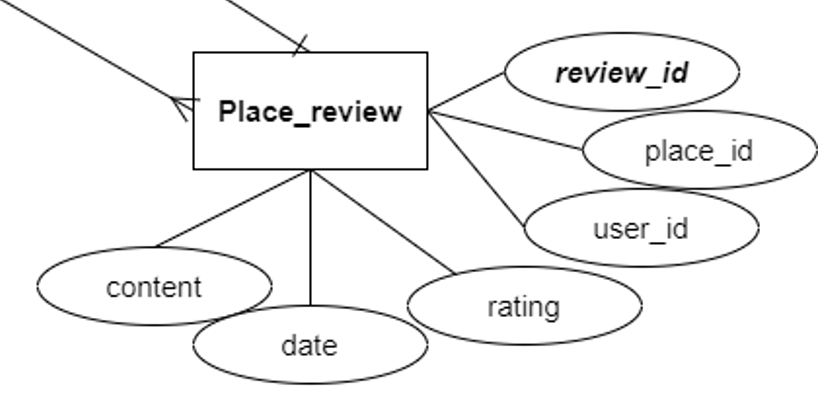 review_id
Place_review
place_id
user_id
content
rating
date